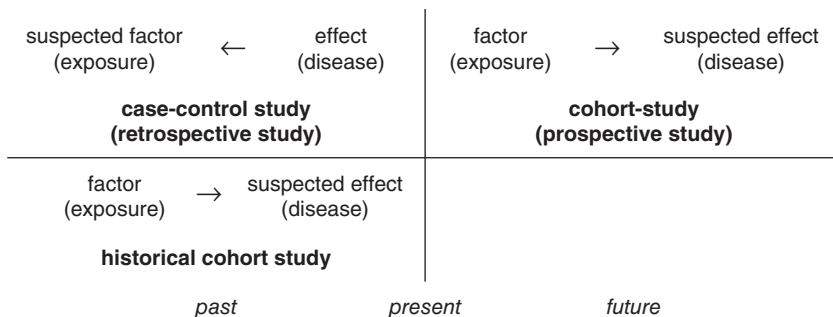 suspected factor ← effect
(exposure) (disease)
case-control study
(retrospective study)
factor → suspected effect
(exposure) (disease)
cohort-study
(prospective study)
factor → suspected effect
(exposure) (disease)
historical cohort study
past present future